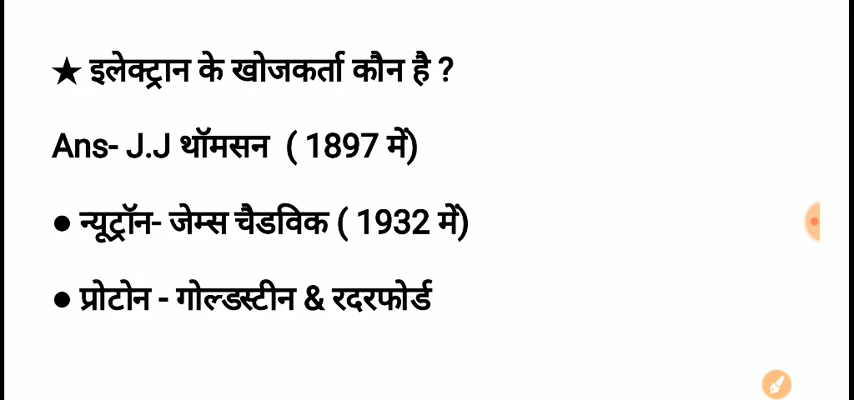 ★ इलेक्ट्रान के खोजकर्ता कौन है ?
Ans- J.J थॉमसन ( 1897 में)
● न्यूट्रॉन- जेम्स चैडविक ( 1932 में)
● प्रोटोन - गोल्डस्टीन & रदरफोर्ड